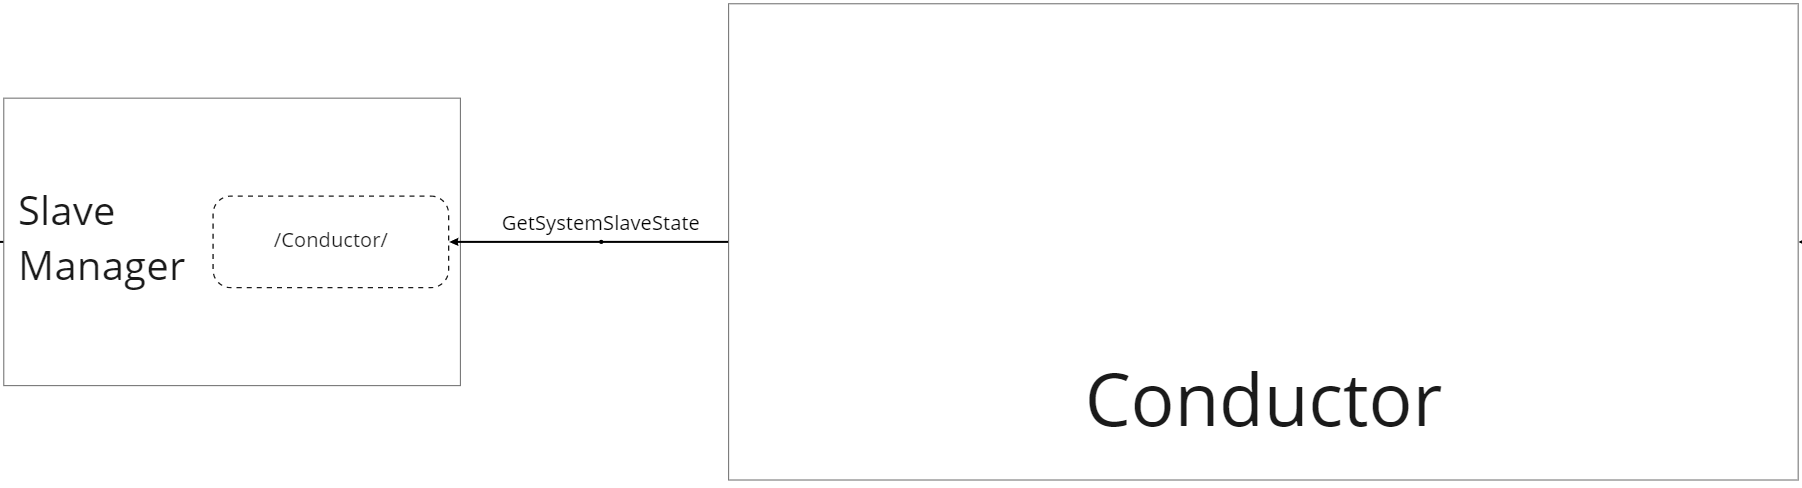 Slave
Manager
/Conductor/
GetSystemSlaveState
Conductor